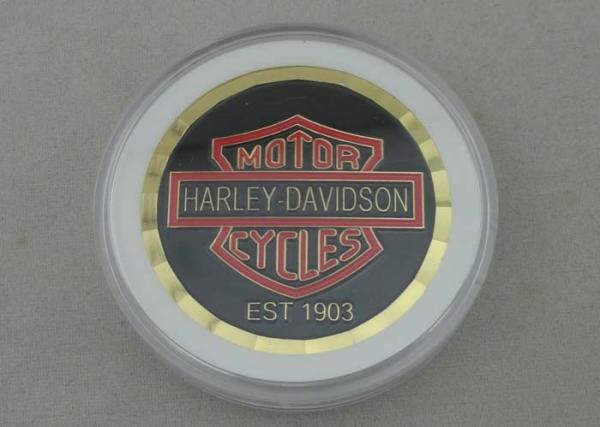 MOTOR
HARLEY-DAVIDSON
CYCLES
EST 1903